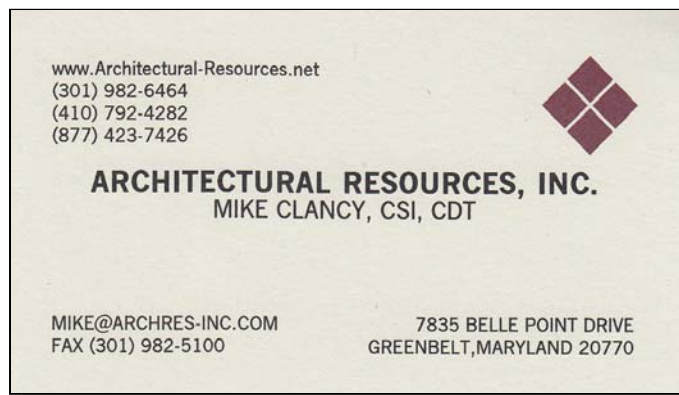 www.Architectural-Resources.net
(301) 982-6464
(410) 792-4282
(877) 423-7426
ARCHITECTURAL RESOURCES, INC.
MIKE CLANCY, CSI, CDT
MIKE@ARCHRES-INC.COM
FAX (301) 982-5100
7835 BELLE POINT DRIVE
GREENBELT,MARYLAND 20770